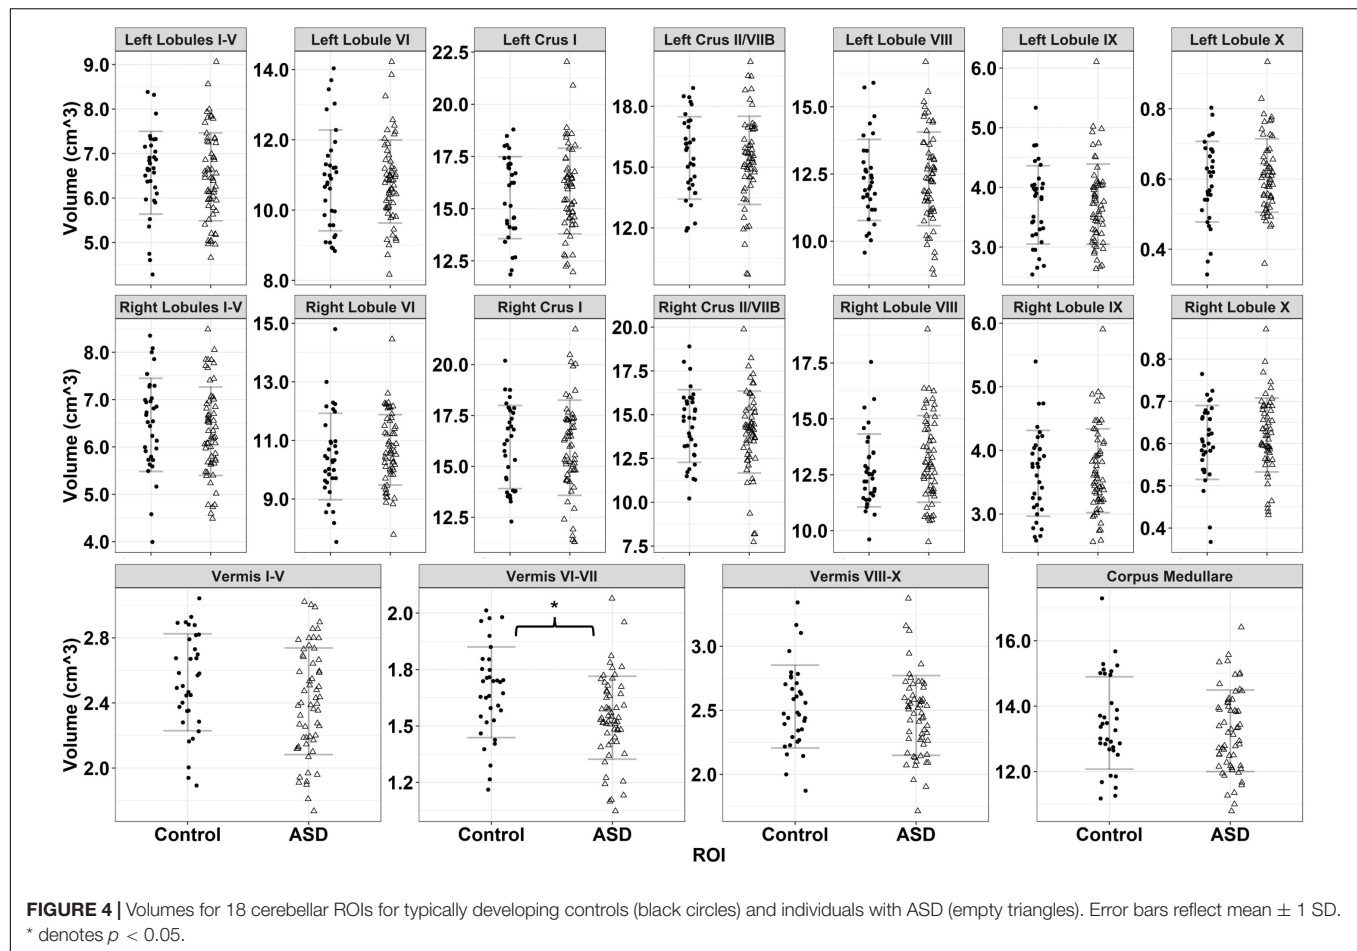 Left Lobules I-V Left Lobule VI Left Crus I Left Crus II/VIIB Left Lobule VIII Left Lobule IX Left Lobule X
Volume (cm^3)
9.0 8.0 7.0 6.0 5.0
14.0 12.0 10.0 8.0
22.5 20.0 17.5 15.0 12.5
18.0 15.0 12.0
15.0 12.5 10.0
6.0 5.0 4.0 3.0
0.8 0.6 0.4
Right Lobules I-V Right Lobule VI Right Crus I Right Crus II/VIIB Right Lobule VIII Right Lobule IX Right Lobule X
Volume (cm^3)
8.0 7.0 6.0 5.0 4.0
15.0 13.0 11.0 9.0
20.0 17.5 15.0 12.5
20.0 17.5 15.0 12.5 10.0 7.5
17.5 15.0 12.5 10.0
6.0 5.0 4.0 3.0
0.8 0.7 0.6 0.5 0.4
Vermis I-V Vermis VI-VII Vermis VIII-X Corpus Medullare
Volume (cm^3)
2.8 2.4 2.0
2.0 1.8 1.5 1.2
*
3.0 2.5 2.0
16.0 14.0 12.0
Control ASD Control ASD Control ASD Control ASD
ROI
FIGURE 4 | Volumes for 18 cerebellar ROIs for typically developing controls (black circles) and individuals with ASD (empty triangles). Error bars reflect mean ± 1 SD.
* denotes p < 0.05.